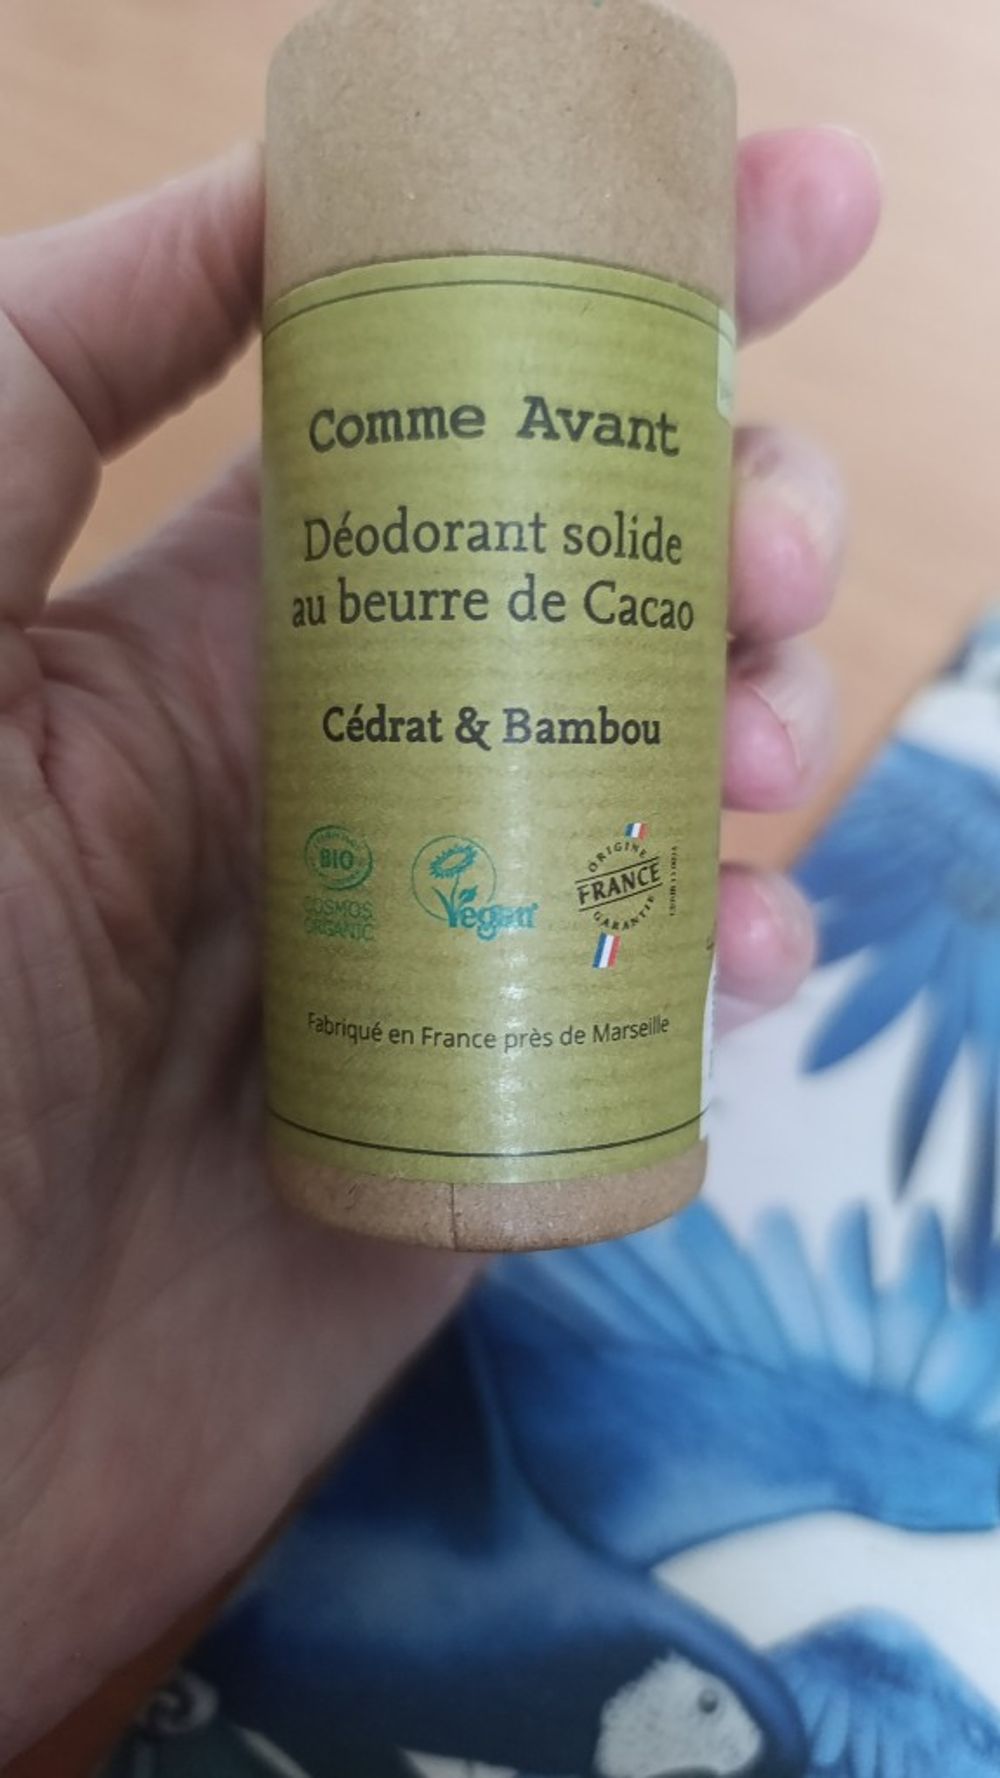 Comme Avant
Déodorant solide
au beurre de Cacao
Cédrat & Bambou
BIO
COSMOS
ORGANIC
Vegan
ORIGINE
FRANCE
GARANTIE
Fabriqué en France près de Marseille